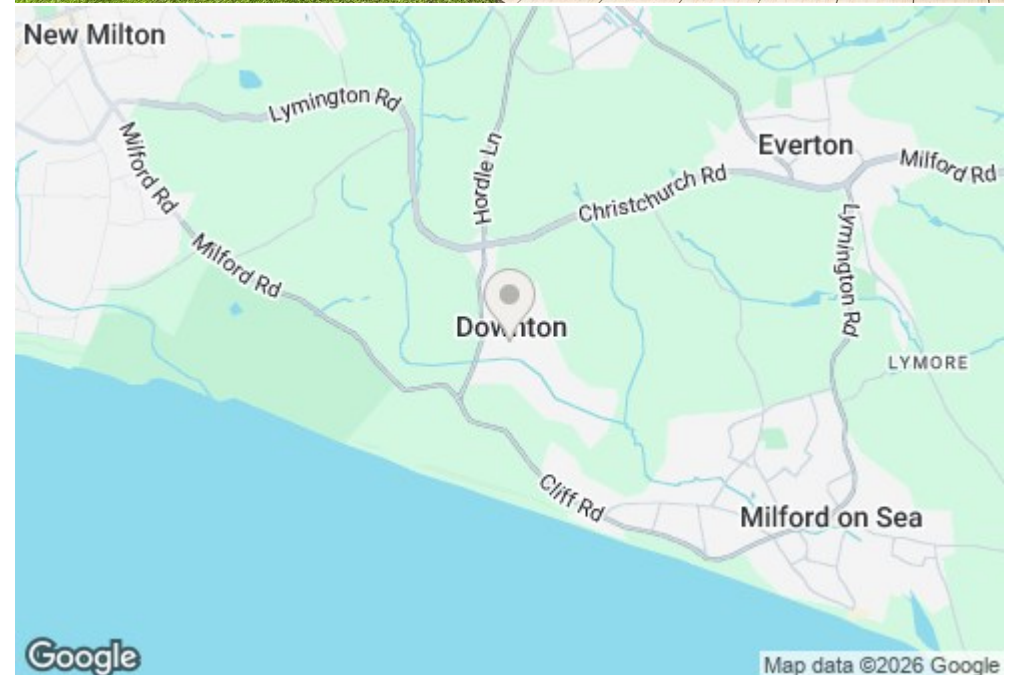 New Milton
Lymington Rd
Milford Rd
Hordle Ln
Everton
Milford Rd
Christchurch Rd
Milford Rd
Lymington Rd
Downton
LYMORE
Cliff Rd
Milford on Sea
Google
Map data ©2026 Google